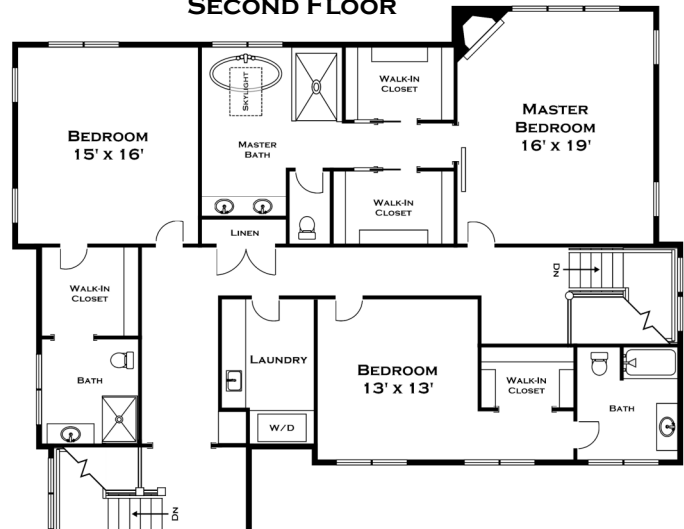 SECOND FLOOR
WALK-IN
CLOSET
SKYLIGHT
MASTER
BEDROOM
16' X 19'
BEDROOM
15' X 16'
MASTER
BATH
WALK-IN
CLOSET
LINEN
DN
WALK-IN
CLOSET
LAUNDRY
BEDROOM
13' X 13'
BATH
WALK-IN
CLOSET
BATH
W/D
DN